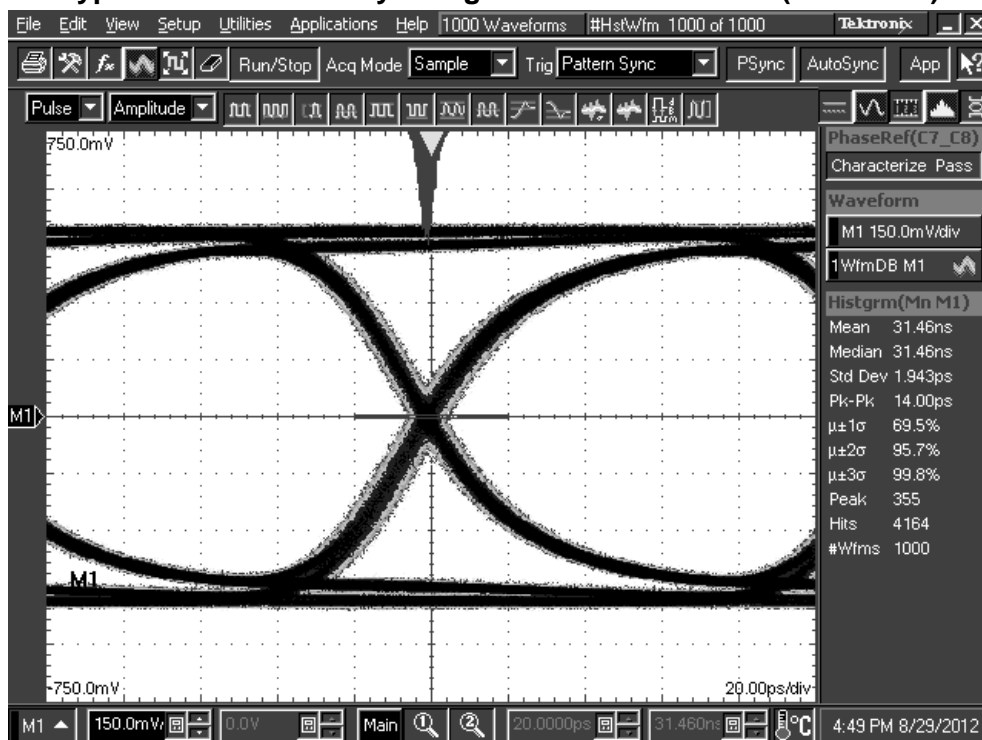 File Edit View Setup Utilities Applications Help 1000 Waveforms #HstWfm 1000 of 1000 Tektronix
Run/Stop Acq Mode Sample Trig Pattern Sync PSync AutoSync App
Pulse Amplitude
750.0mV
PhaseRef(C7_C8)
Characterize Pass
Waveform
M1 150.0mV/div
1WfmDB M1
Histgrm(Mn M1)
Mean 31.46ns
Median 31.46ns
Std Dev 1.943ps
Pk-Pk 14.00ps
µ±1σ 69.5%
µ±2σ 95.7%
µ±3σ 99.8%
Peak 355
Hits 4164
#Wfms 1000
M1
M1
-750.0mV 20.00ps/div
M1 150.0mV/ 0.0V Main 1 2 20.0000ps 31.460ns °C 4:49 PM 8/29/2012